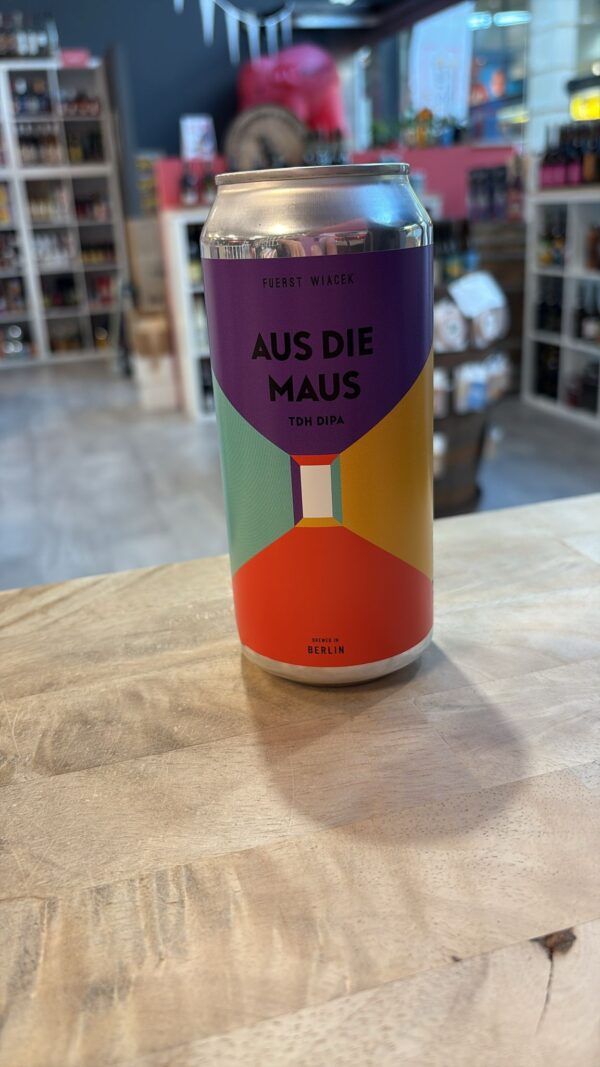 FUERST WIACEK
AUS DIE
MAUS
TDH DIPA
BREWED IN
BERLIN